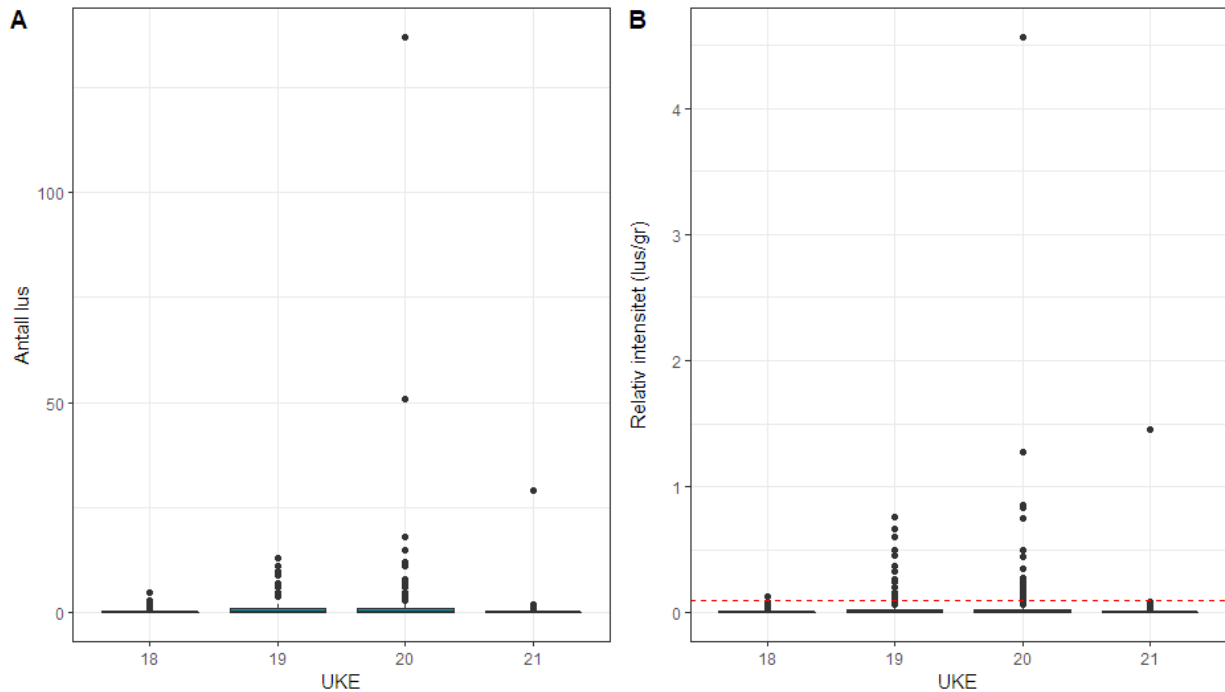 A
Antall lus
100
50
0
18 19 20 21
UKE
B
Relativ intensitet (lus/gr)
4
3
2
1
0
18 19 20 21
UKE